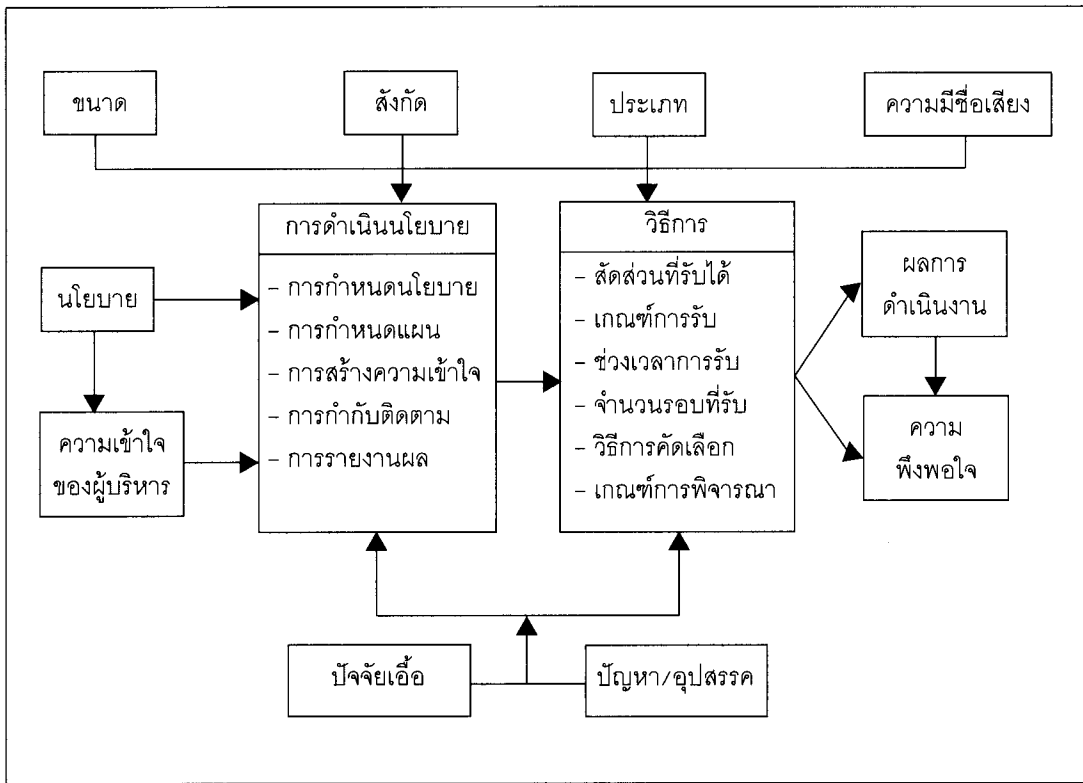 ขนาด
สังกัด
ประเภท
ความมีชื่อเสียง
การดำเนินนโยบาย
- การกำหนดนโยบาย
- การกำหนดแผน
- การสร้างความเข้าใจ
- การกำกับติดตาม
- การรายงานผล
วิธีการ
- สัดส่วนที่รับได้
- เกณฑ์การรับ
- ช่วงเวลาการรับ
- จำนวนรอบที่รับ
- วิธีการคัดเลือก
- เกณฑ์การพิจารณา
นโยบาย
ความเข้าใจ
ของผู้บริหาร
ผลการ
ดำเนินงาน
ความ
พึงพอใจ
ปัจจัยเอื้อ
ปัญหา/อุปสรรค